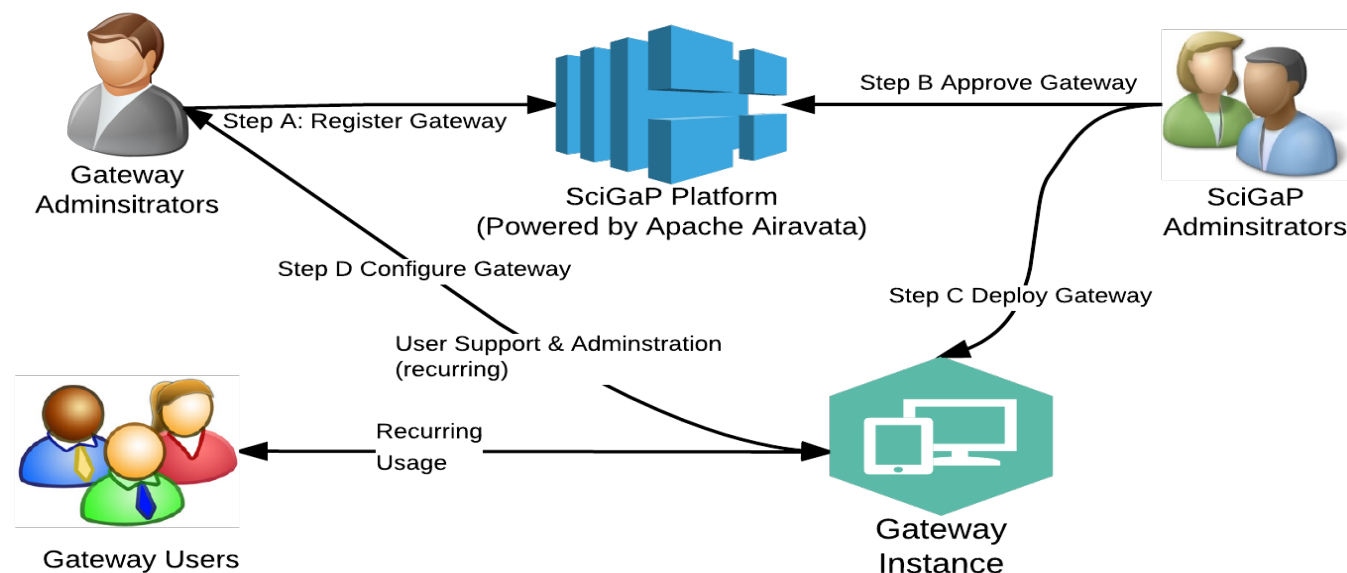 Step B Approve Gateway
Step A: Register Gateway
Gateway
Adminsitrators
SciGaP Platform
(Powered by Apache Airavata)
SciGaP
Adminsitrators
Step D Configure Gateway
Step C Deploy Gateway
User Support & Adminstration
(recurring)
Recurring
Usage
Gateway Users
Gateway
Instance